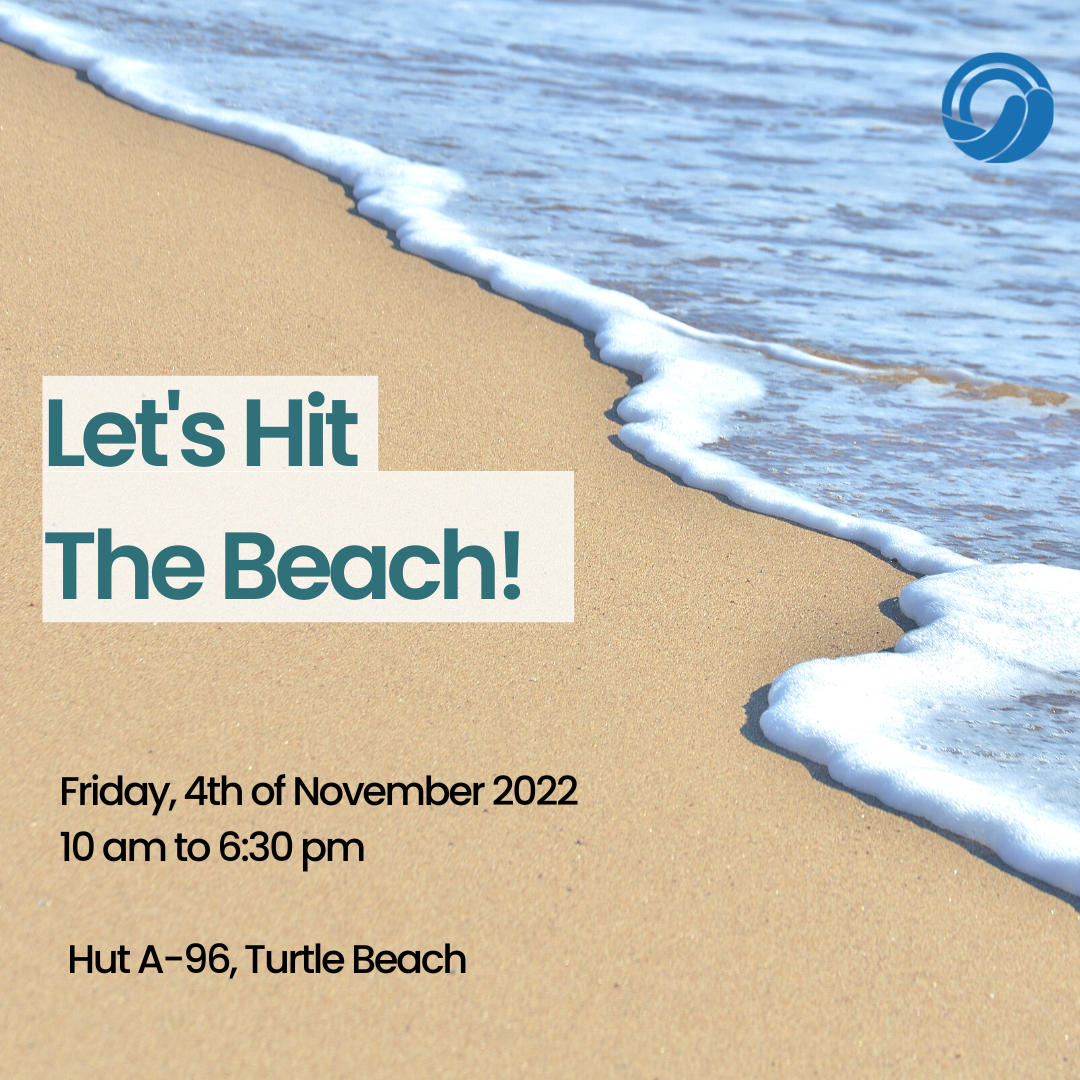 Let's Hit
The Beach!
Friday, 4th of November 2022
10 am to 6:30 pm
Hut A-96, Turtle Beach